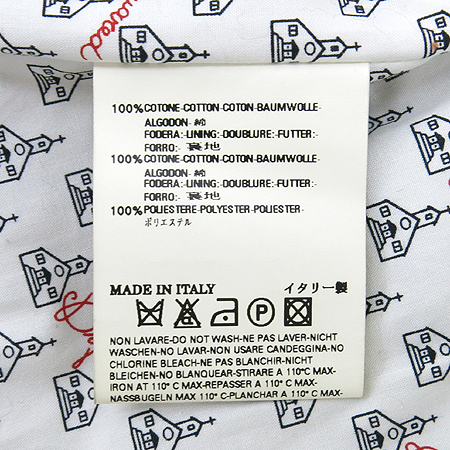 100%COTONE-COTTON-COTON-BAUMWOLLE-
ALGODON-綿
FODERA:-LINING:-DOUBLURE:-FUTTER:-
FORRO:-裏地
100%COTONE-COTTON-COTON-BAUMWOLLE-
ALGODON-綿
FODERA:-LINING:-DOUBLURE:-FUTTER:-
FORRO:-裏地
100%POLIESTERE-POLYESTER-POLIESTER-
ポリエステル
MADE IN ITALY イタリー製
P
NON LAVARE-DO NOT WASH-NE PAS LAVER-NICHT
WASCHEN-NO LAVAR-NON USARE CANDEGGINA-NO
CHLORINE BLEACH-NE PAS BLANCHIR-NICHT
BLEICHEN-NO BLANQUEAR-STIRARE A 110° C MAX-
IRON AT 110° C MAX-REPASSER A 110° C MAX-
NASSBUGELN MAX 110° C-PLANCHAR A 110° C MAX-